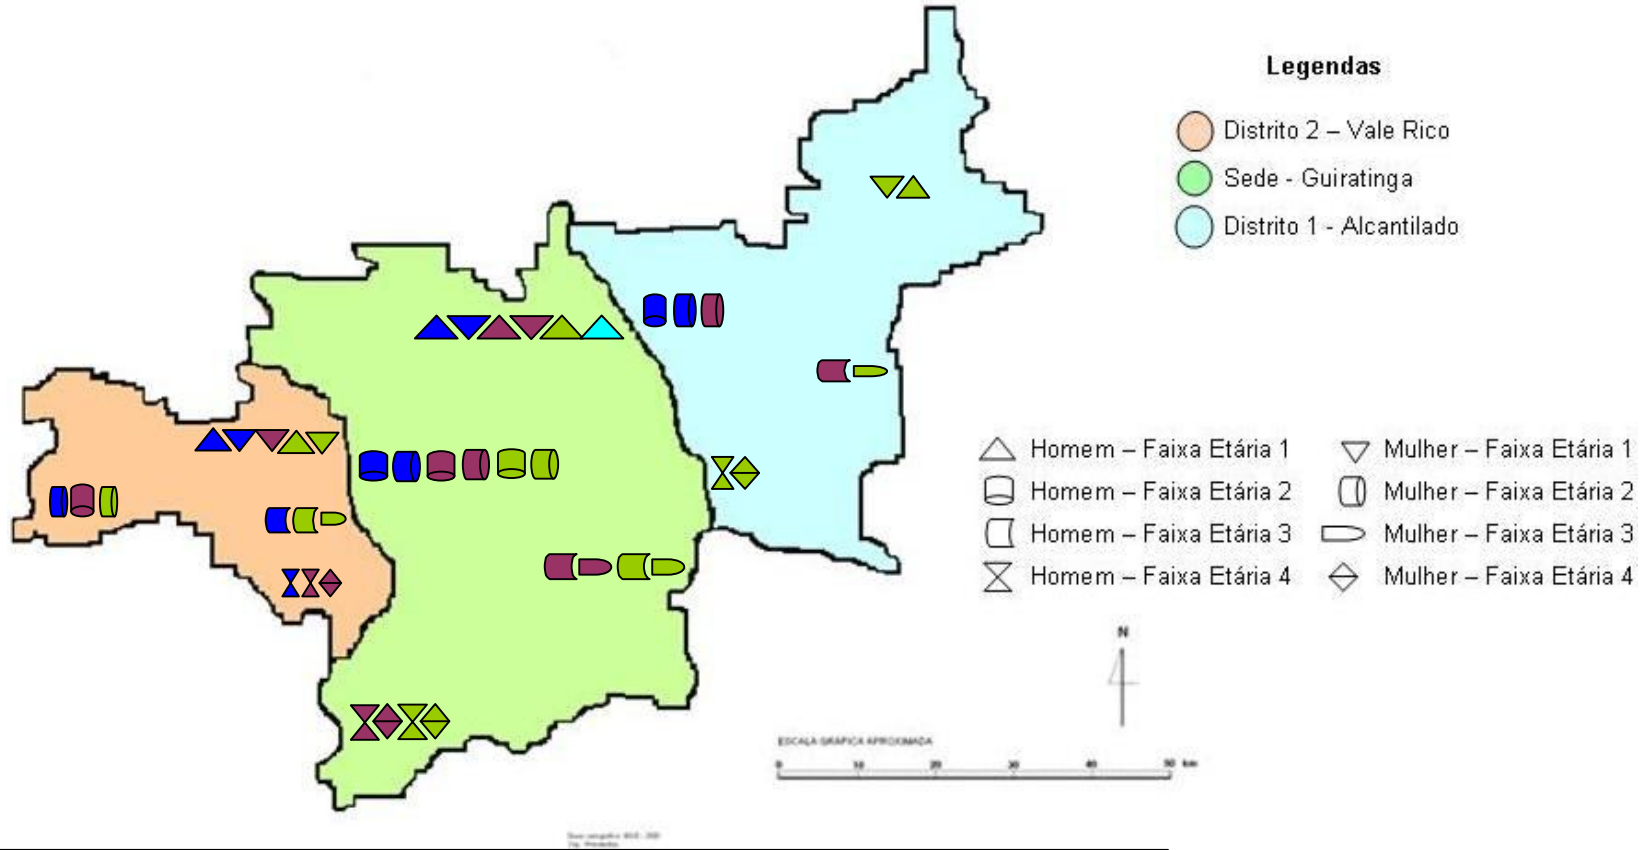 Legendas
Distrito 2 – Vale Rico
Sede - Guiratinga
Distrito 1 - Alcantilado
Homem – Faixa Etária 1
Mulher – Faixa Etária 1
Homem – Faixa Etária 2
Mulher – Faixa Etária 2
Homem – Faixa Etária 3
Mulher – Faixa Etária 3
Homem – Faixa Etária 4
Mulher – Faixa Etária 4
N
ESCALA GRÁFICA APROXIMADA
0 10 20 30 40 50 km